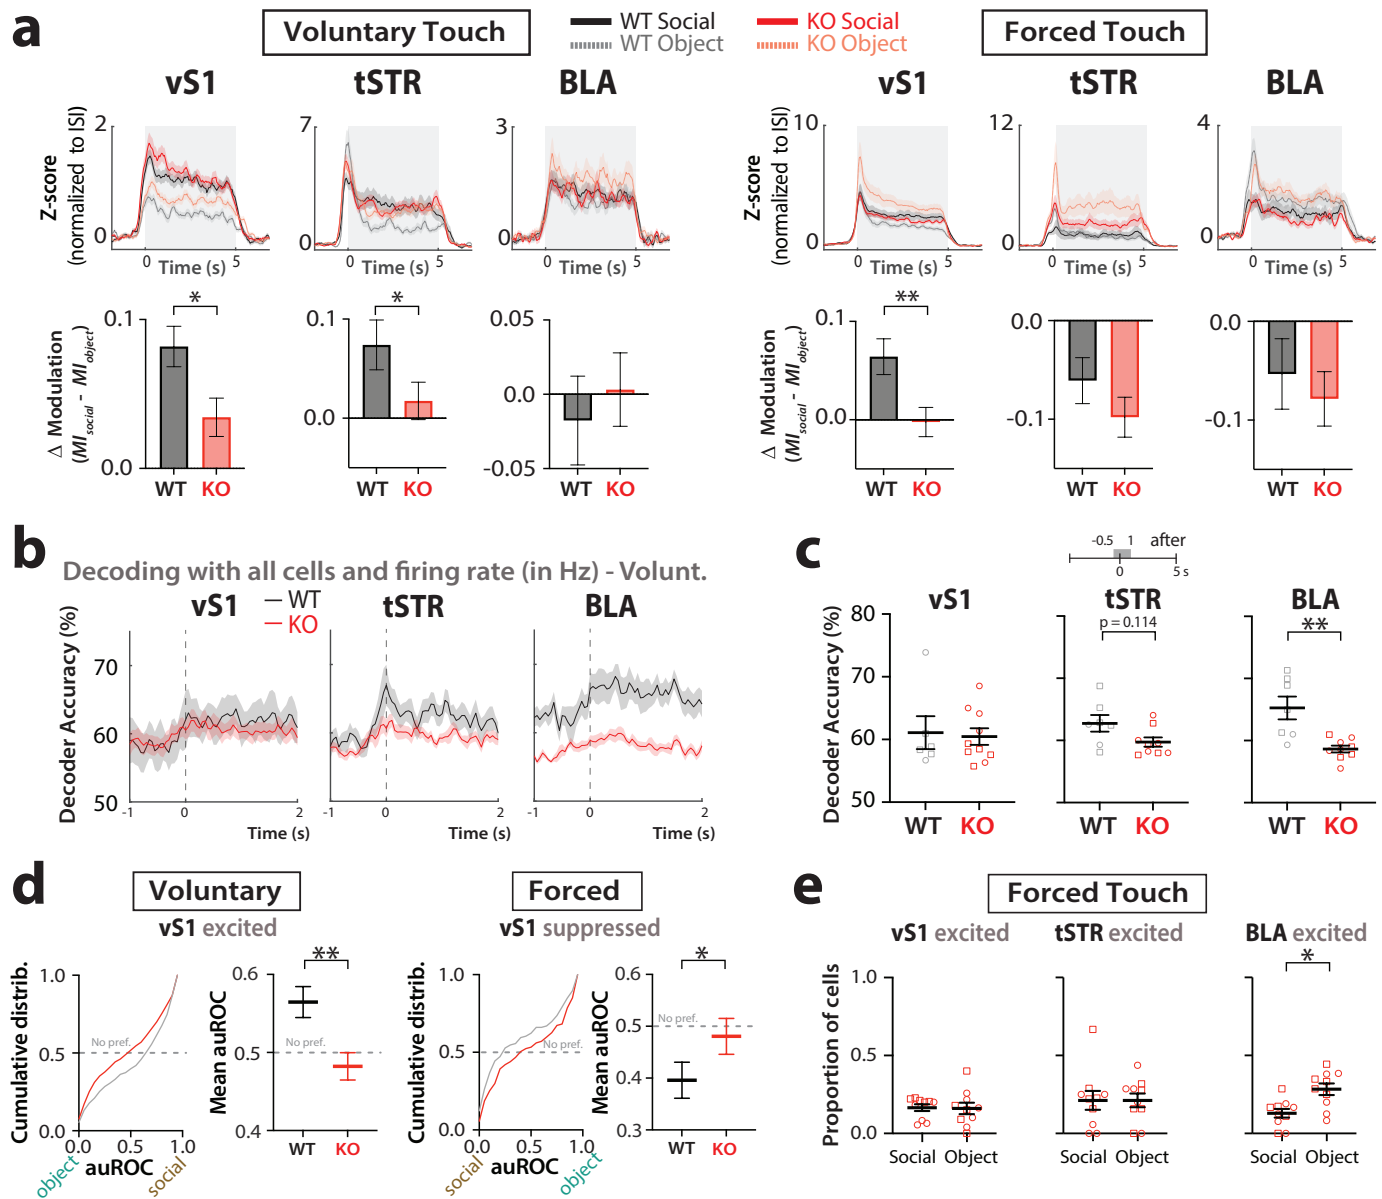 a
Voluntary Touch
WT Social
WT Object
KO Social
KO Object
Forced Touch
vS1
tSTR
BLA
vS1
tSTR
BLA
Z-score
(normalized to ISI)
2
1
0
0
5
Time (s)
7
0
0
5
Time (s)
3
0
0
5
Time (s)
Z-score
(normalized to ISI)
10
0
0
5
Time (s)
12
0
0
5
Time (s)
4
0
0
5
Time (s)
Δ Modulation
(MIsocial - MIobject)
0.1
0.0
*
WT KO
0.1
0.0
*
WT KO
0.05
0.0
-0.05
WT KO
Δ Modulation
(MIsocial - MIobject)
0.1
0.0
**
WT KO
0.0
-0.1
WT KO
0.0
-0.1
WT KO
b
Decoding with all cells and firing rate (in Hz) - Volunt.
vS1
WT
KO
tSTR
BLA
Decoder Accuracy (%)
70
60
50
-1 0 2
Time (s)
-1 0 2
Time (s)
-1 0 2
Time (s)
c
-0.5 1 after
0 5 s
vS1
tSTR
BLA
p = 0.114
**
Decoder Accuracy (%)
80
70
60
50
WT KO
WT KO
WT KO
d
Voluntary
vS1 excited
Cumulative distrib.
1.0
0.5
0.0
No pref.
0.0 0.5 1.0
auROC
object
social
Mean auROC
0.6
0.5
0.4
**
No pref.
WT KO
Forced
vS1 suppressed
Cumulative distrib.
1.0
0.5
0.0
No pref.
0.0 0.5 1.0
auROC
social
object
Mean auROC
0.6
0.5
0.4
0.3
*
No pref.
WT KO
e
Forced Touch
vS1 excited
tSTR excited
BLA excited
*
Proportion of cells
1.0
0.5
0.0
Social Object
Social Object
Social Object